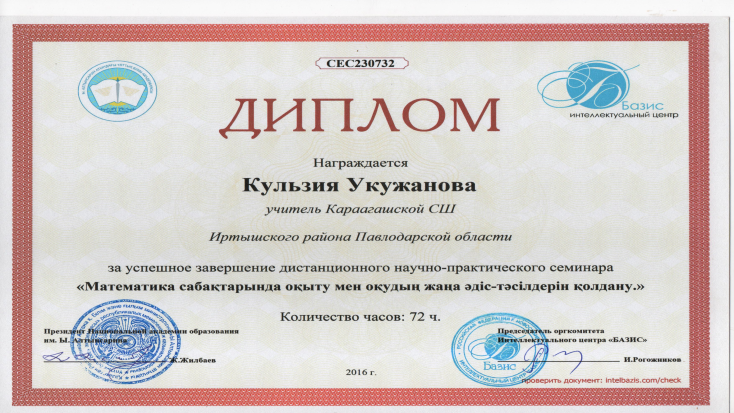 СЕС230732
Базис
интеллектуальный центр
ДИПЛОМ
Награждается
Кульзия Укужанова
учитель Караагашской СШ
Иртышского района Павлодарской области
за успешное завершение дистанционного научно-практического семинара
«Математика сабақтарында оқыту мен оқудың жаңа әдіс-тәсілдерін қолдану.»
Количество часов: 72 ч.
Президент Национальной академии образования
им. Ы.Алтынсарина
Ж.Жилбаев
Председатель оргкомитета
Интеллектуального центра «БАЗИС»
И.Рогожников
Базис
2016 г.
проверить документ: intelbazis.com/check